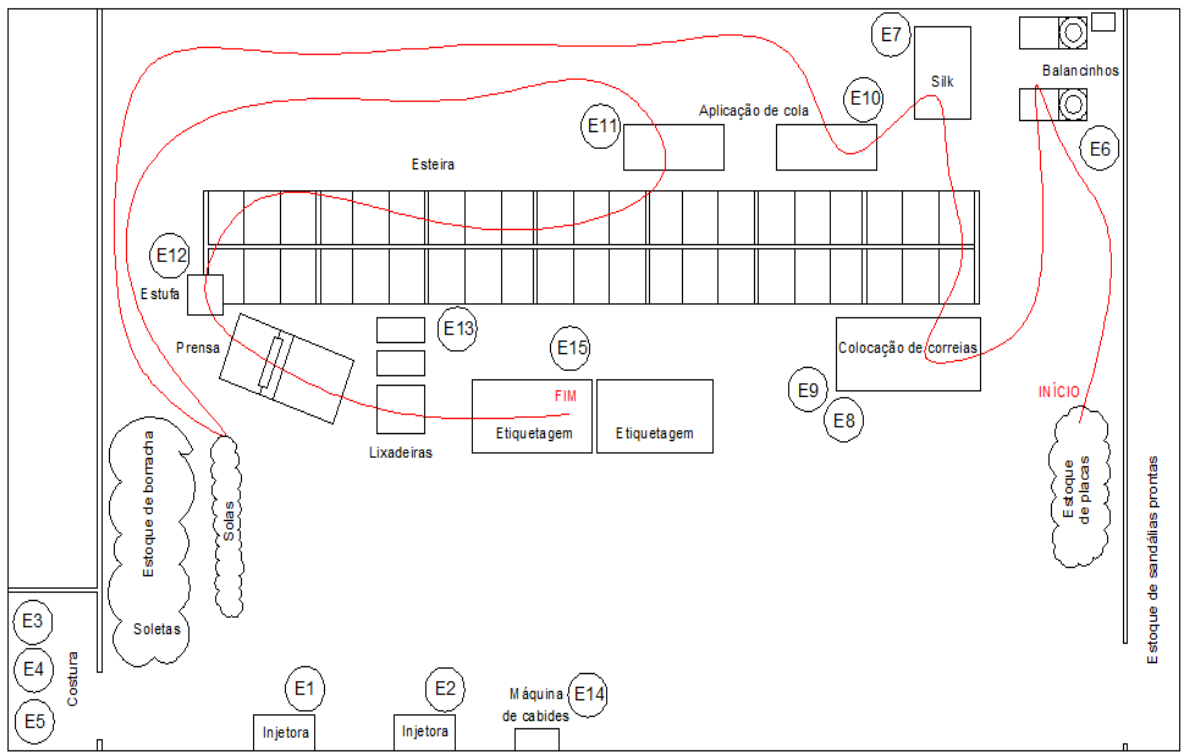 E7
Silk
Balancinhos
E10
Aplicação de cola
E11
E6
Esteira
E12
Estufa
E13
Prensa
E15
Colocação de correias
FIM
E9
INÍCIO
E8
Etiquetagem
Etiquetagem
Lixadeiras
Estoque de borracha
Solas
Estoque
de placas
Estoque de sandálias prontas
E3
Soletas
E4
Costura
E5
E1
E2
Máquina
de cabides
E14
Injetora
Injetora